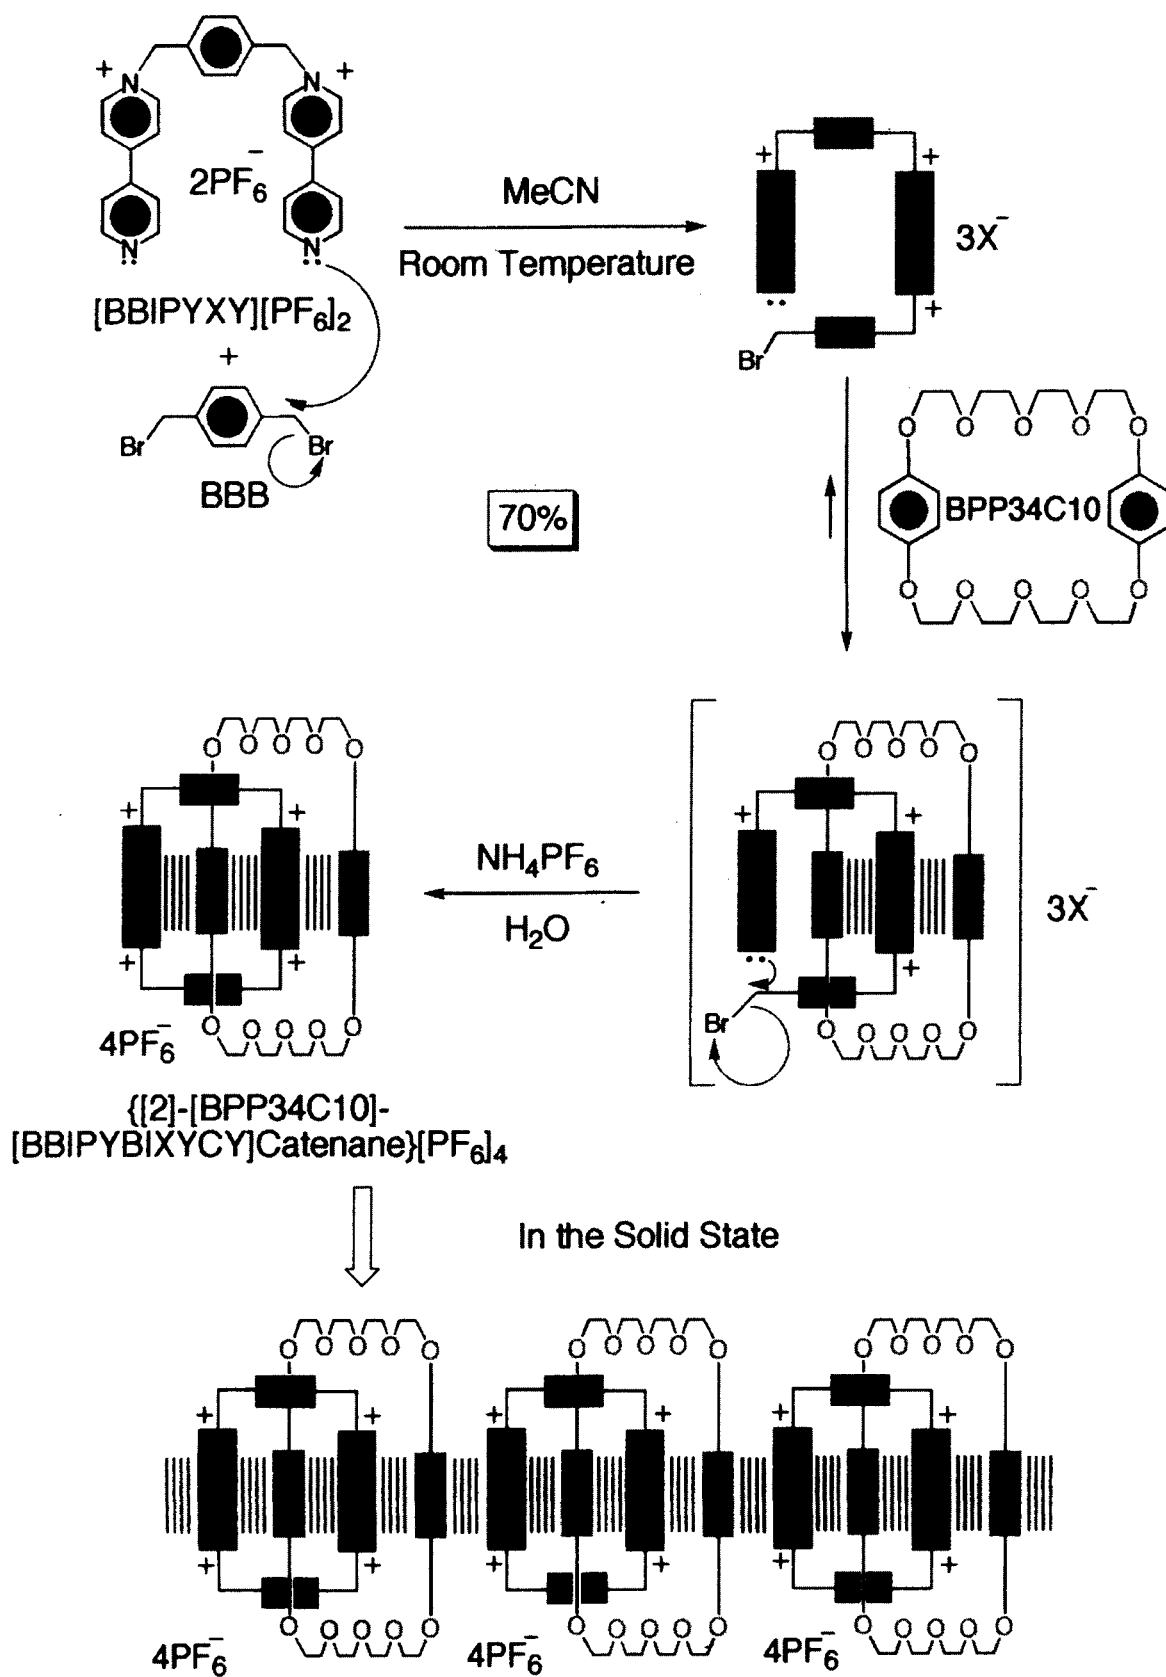 +
N
+
N
2PF6-
N
N
[BBIPYXY][PF6]2
+
Br
Br
BBB
MeCN
Room Temperature
+
+
3X-
+
Br
70%
O O O O O
BPP34C10
O O O O O
O O O O O
+
+
+
+
O O O O O
4PF6-
NH4PF6
H2O
O O O O O
+
+
+
Br
O O O O O
3X-
{[2]-[BPP34C10]-
[BBIPYBIXYCY]Catenane}[PF6]4
In the Solid State
O O O O O
O O O O O
O O O O O
+ + + + + +
+ + + + + +
O O O O O
O O O O O
O O O O O
4PF6-
4PF6-
4PF6-